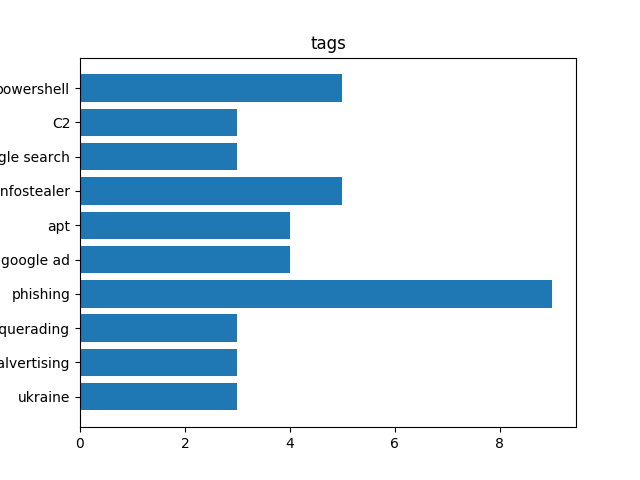 tags
powershell
C2
gle search
nfostealer
apt
google ad
phishing
querading
alvertising
ukraine
0 2 4 6 8